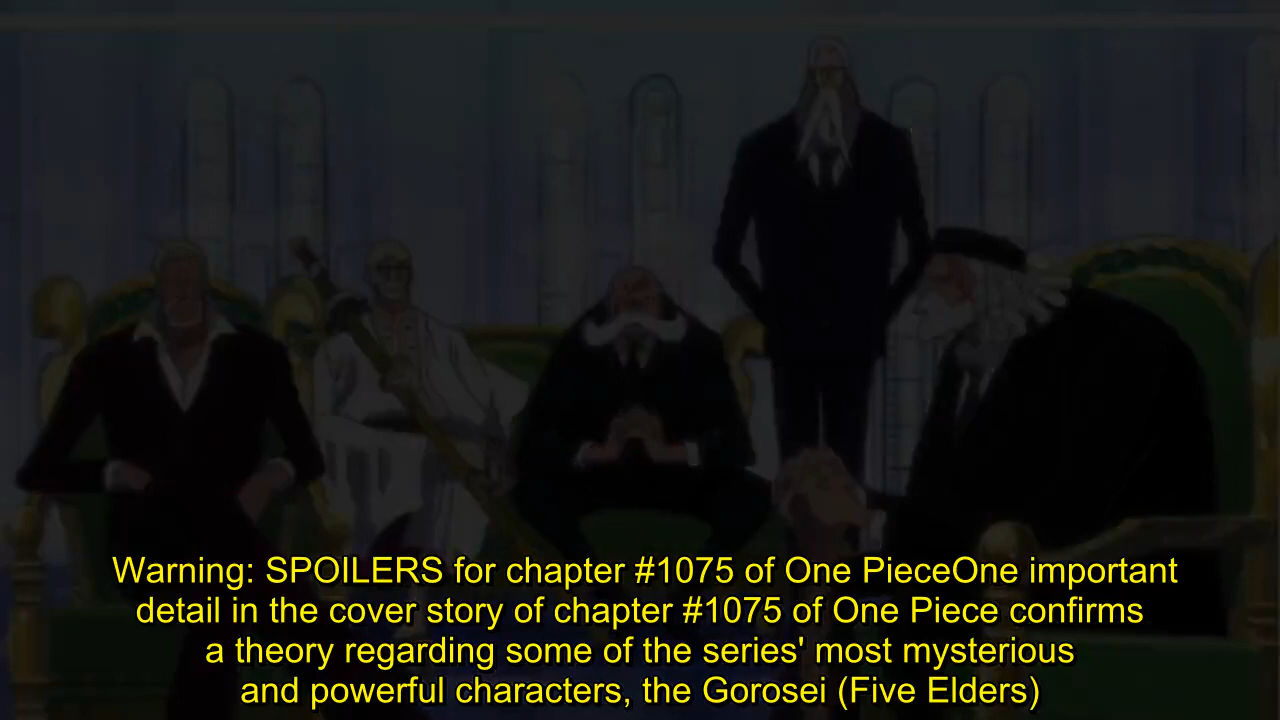 Warning: SPOILERS for chapter #1075 of One PieceOne important
detail in the cover story of chapter #1075 of One Piece confirms
a theory regarding some of the series' most mysterious
and powerful characters, the Gorosei (Five Elders)